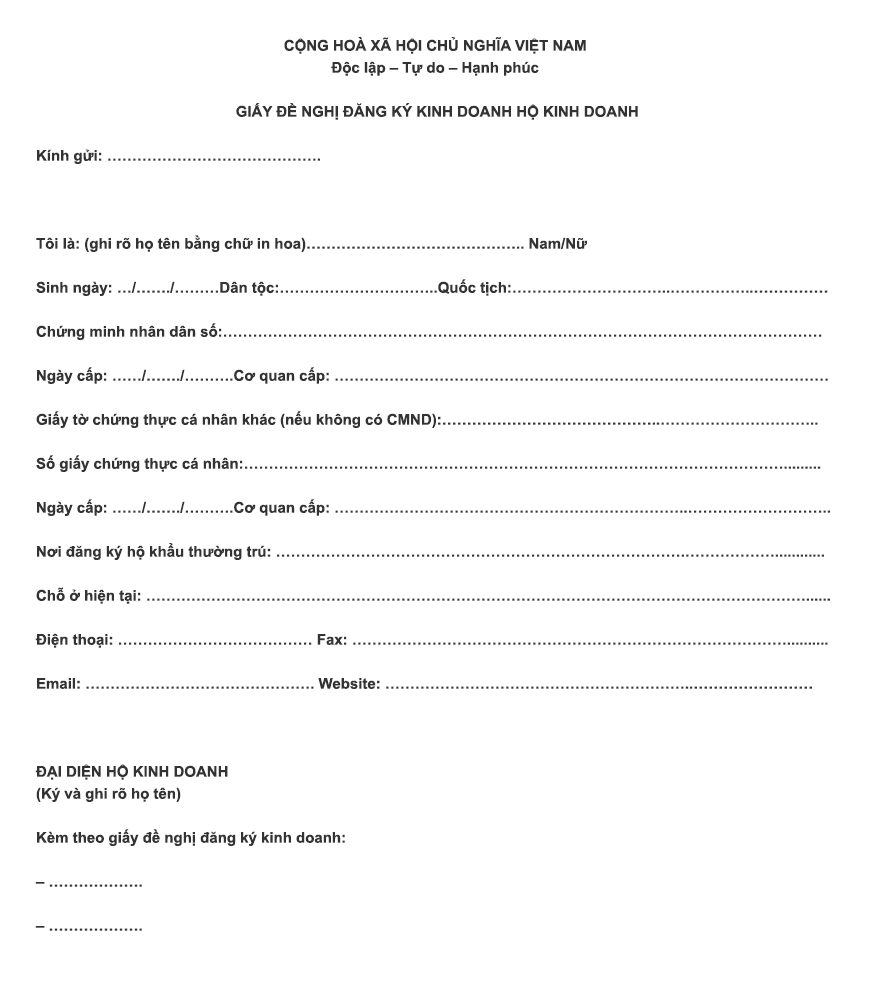 CỘNG HOÀ XÃ HỘI CHỦ NGHĨA VIỆT NAM
Độc lập – Tự do – Hạnh phúc
GIẤY ĐỀ NGHỊ ĐĂNG KÝ KINH DOANH HỘ KINH DOANH
Kính gửi: …………………………………….
Tôi là: (ghi rõ họ tên bằng chữ in hoa)…………………………………….. Nam/Nữ
Sinh ngày: …/……./………Dân tộc:…………………………..Quốc tịch:…………………………..……………..……………
Chứng minh nhân dân số:…………………………………………………………………………………………………………
Ngày cấp: ……/……./……….Cơ quan cấp: ………………………………………………………………………………………
Giấy tờ chứng thực cá nhân khác (nếu không có CMND):……………………………………..…………………………..
Số giấy chứng thực cá nhân:………………………………………………………………………………………………........
Ngày cấp: ……/……./……….Cơ quan cấp: ……………………………………………………………..………………………..
Nơi đăng ký hộ khẩu thường trú: ………………………………………………………………………………………...........
Chỗ ở hiện tại: ……………………………………………………………………………………………………………………......
Điện thoại: ………………………………… Fax: ……………………………………………………………………………..........
Email: ………………………………………. Website: ……………………………………………………..……………………
ĐẠI DIỆN HỘ KINH DOANH
(Ký và ghi rõ họ tên)
Kèm theo giấy đề nghị đăng ký kinh doanh:
– ……………….
– ……………….